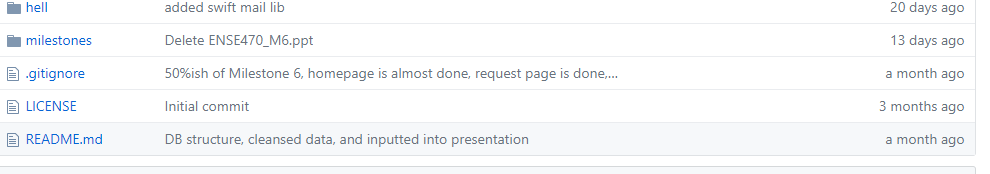 hell added swift mail lib 20 days ago
milestones Delete ENSE470_M6.ppt 13 days ago
.gitignore 50%ish of Milestone 6, homepage is almost done, request page is done,... a month ago
LICENSE Initial commit 3 months ago
README.md DB structure, cleansed data, and inputted into presentation a month ago